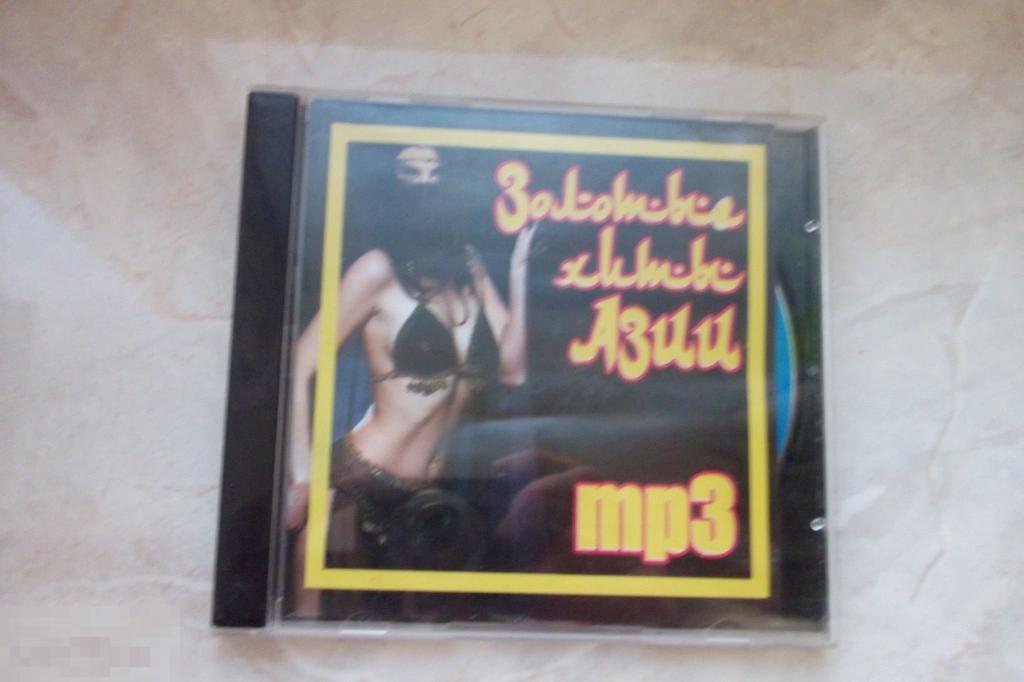 Золотые
хиты
Азии
mp3